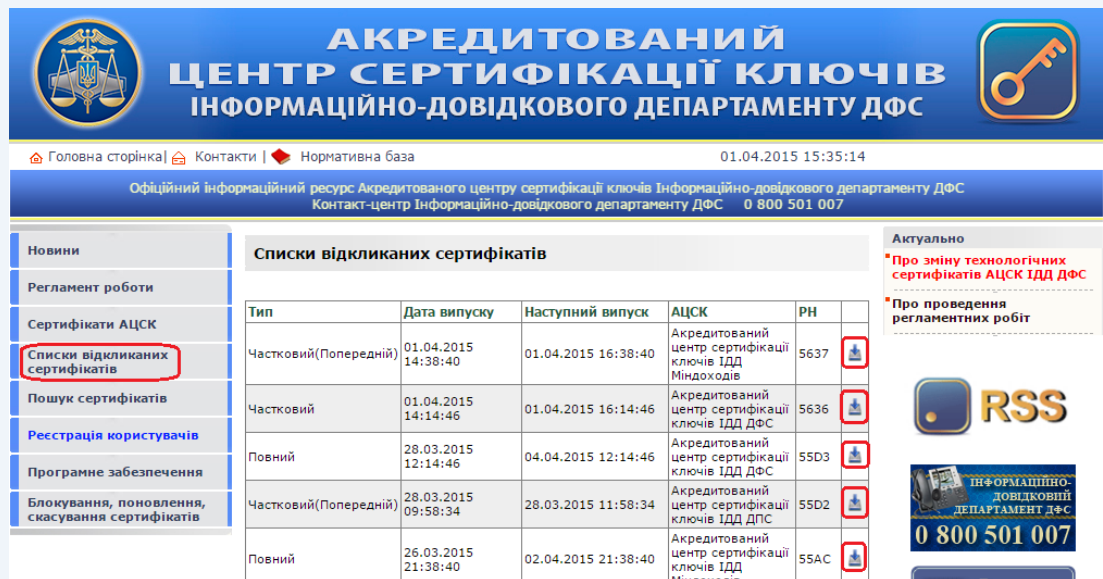 АКРЕДИТОВАНИЙ
ЦЕНТР СЕРТИФІКАЦІЇ КЛЮЧІВ
ІНФОРМАЦІЙНО-ДОВІДКОВОГО ДЕПАРТАМЕНТУ ДФС
Головна сторінка| Контакти | Нормативна база
01.04.2015 15:35:14
Офіційний інформаційний ресурс Акредитованого центру сертифікації ключів Інформаційно-довідкового департаменту ДФС
Контакт-центр Інформаційно-довідкового департаменту ДФС 0 800 501 007
Новини
Регламент роботи
Сертифікати АЦСК
Списки відкликаних
сертифікатів
Пошук сертифікатів
Реєстрація користувачів
Програмне забезпечення
Блокування, поновлення,
скасування сертифікатів
Списки відкликаних сертифікатів
Тип Дата випуску Наступний випуск АЦСК РН
Частковий(Попередній) 01.04.2015
14:38:40 01.04.2015 16:38:40 Акредитований
центр сертифікації
ключів ІДД
Міндоходів 5637
Частковий 01.04.2015
14:14:46 01.04.2015 16:14:46 Акредитований
центр сертифікації
ключів ІДД ДФС 5636
Повний 28.03.2015
12:14:46 04.04.2015 12:14:46 Акредитований
центр сертифікації
ключів ІДД ДФС 55D3
Частковий(Попередній) 28.03.2015
09:58:34 28.03.2015 11:58:34 Акредитований
центр сертифікації
ключів ІДД ДПС 55D2
Повний 26.03.2015
21:38:40 02.04.2015 21:38:40 Акредитований
центр сертифікації
ключів ІДД 55AC
Актуально
Про зміну технологічних
сертифікатів АЦСК ІДД ДФС
Про проведення
регламентних робіт
RSS
ІНФОРМАЦІЙНО-
ДОВІДКОВИЙ
ДЕПАРТАМЕНТ ДФС
0 800 501 007